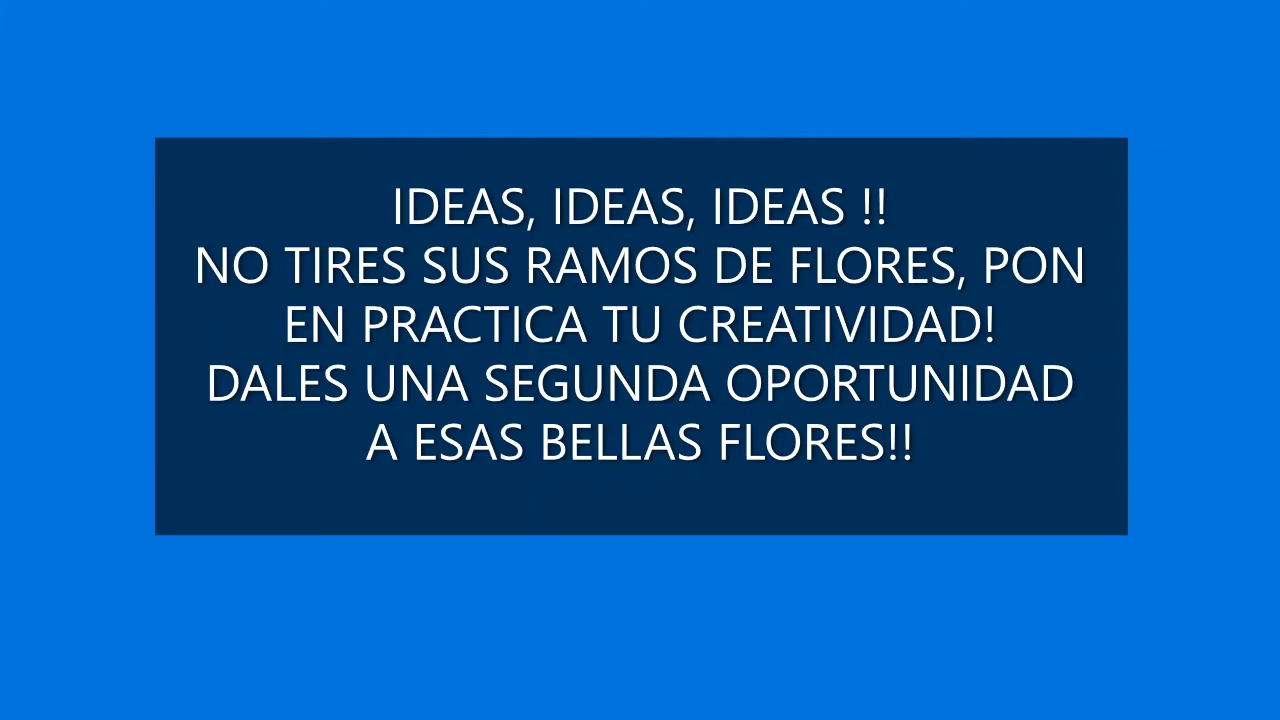 IDEAS, IDEAS, IDEAS !!
NO TIRES SUS RAMOS DE FLORES, PON
EN PRACTICA TU CREATIVIDAD!
DALES UNA SEGUNDA OPORTUNIDAD
A ESAS BELLAS FLORES!!